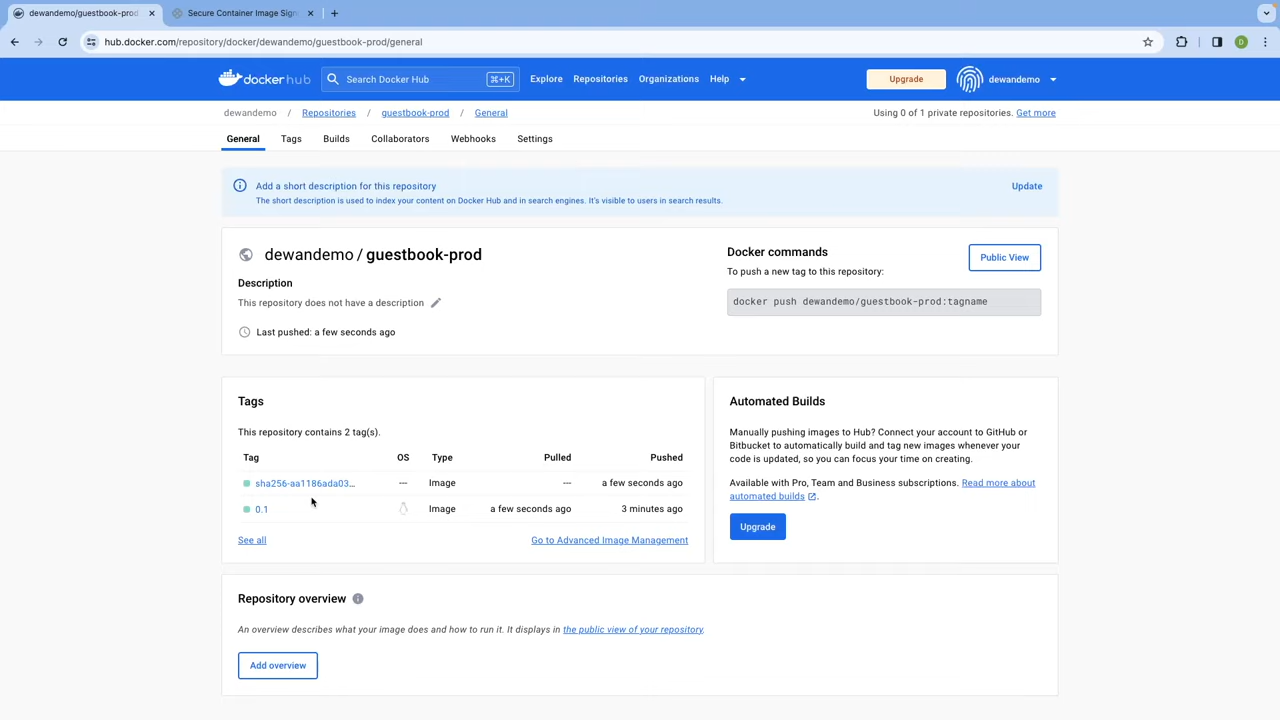 dewandemo/guestbook-prod
Secure Container Image Sign
hub.docker.com/repository/docker/dewandemo/guestbook-prod/general
D
dockerhub
Search Docker Hub
⌘+K
Explore
Repositories
Organizations
Help
Upgrade
dewandemo
dewandemo / Repositories / guestbook-prod / General
Using 0 of 1 private repositories. Get more
General
Tags
Builds
Collaborators
Webhooks
Settings
Add a short description for this repository
Update
The short description is used to index your content on Docker Hub and in search engines. It's visible to users in search results.
dewandemo / guestbook-prod
Description
This repository does not have a description
Last pushed: a few seconds ago
Docker commands
Public View
To push a new tag to this repository:
docker push dewandemo/guestbook-prod:tagname
Tags
This repository contains 2 tag(s).
Tag OS Type Pulled Pushed
sha256-aa1186ada03... --- Image --- a few seconds ago
0.1 Image a few seconds ago 3 minutes ago
See all
Go to Advanced Image Management
Automated Builds
Manually pushing images to Hub? Connect your account to GitHub or
Bitbucket to automatically build and tag new images whenever your
code is updated, so you can focus your time on creating.
Available with Pro, Team and Business subscriptions. Read more about
automated builds.
Upgrade
Repository overview
An overview describes what your image does and how to run it. It displays in the public view of your repository.
Add overview